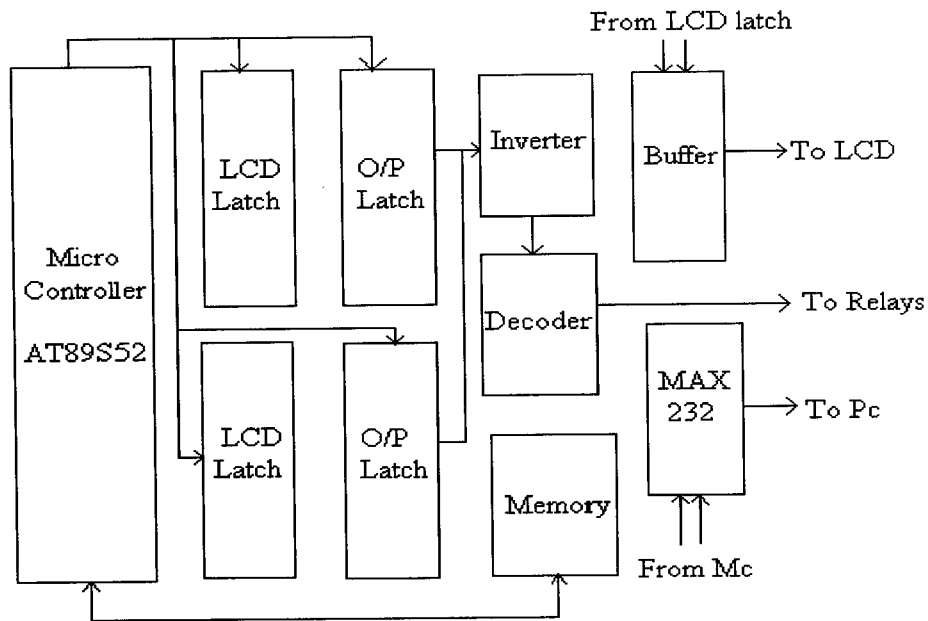 From LCD latch
LCD
Latch
O/P
Latch
Inverter
Buffer
To LCD
Micro
Controller
AT89S52
Decoder
To Relays
LCD
Latch
O/P
Latch
MAX
232
To Pc
Memory
From Mc